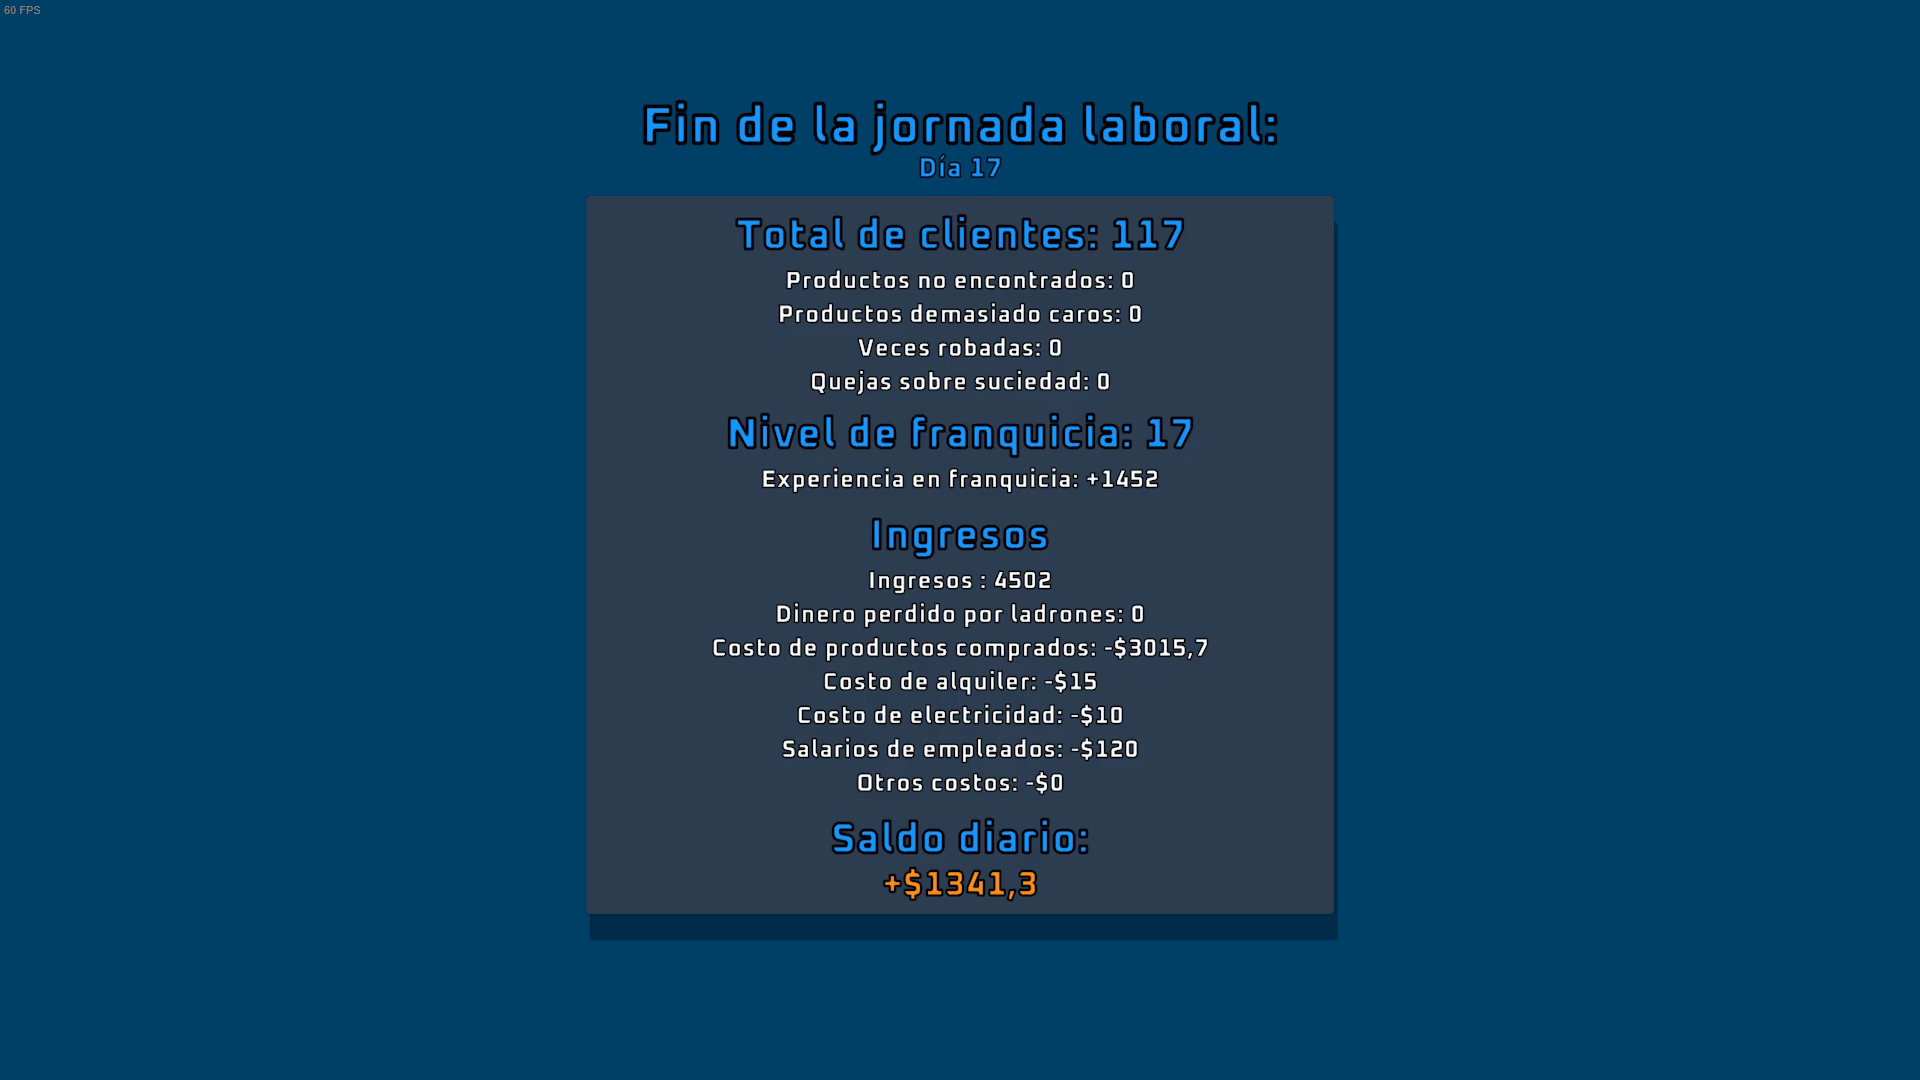 60 FPS
Fin de la jornada laboral:
Día 17
Total de clientes: 117
Productos no encontrados: 0
Productos demasiado caros: 0
Veces robadas: 0
Quejas sobre suciedad: 0
Nivel de franquicia: 17
Experiencia en franquicia: +1452
Ingresos
Ingresos : 4502
Dinero perdido por ladrones: 0
Costo de productos comprados: -$3015,7
Costo de alquiler: -$15
Costo de electricidad: -$10
Salarios de empleados: -$120
Otros costos: -$0
Saldo diario:
+$1341,3